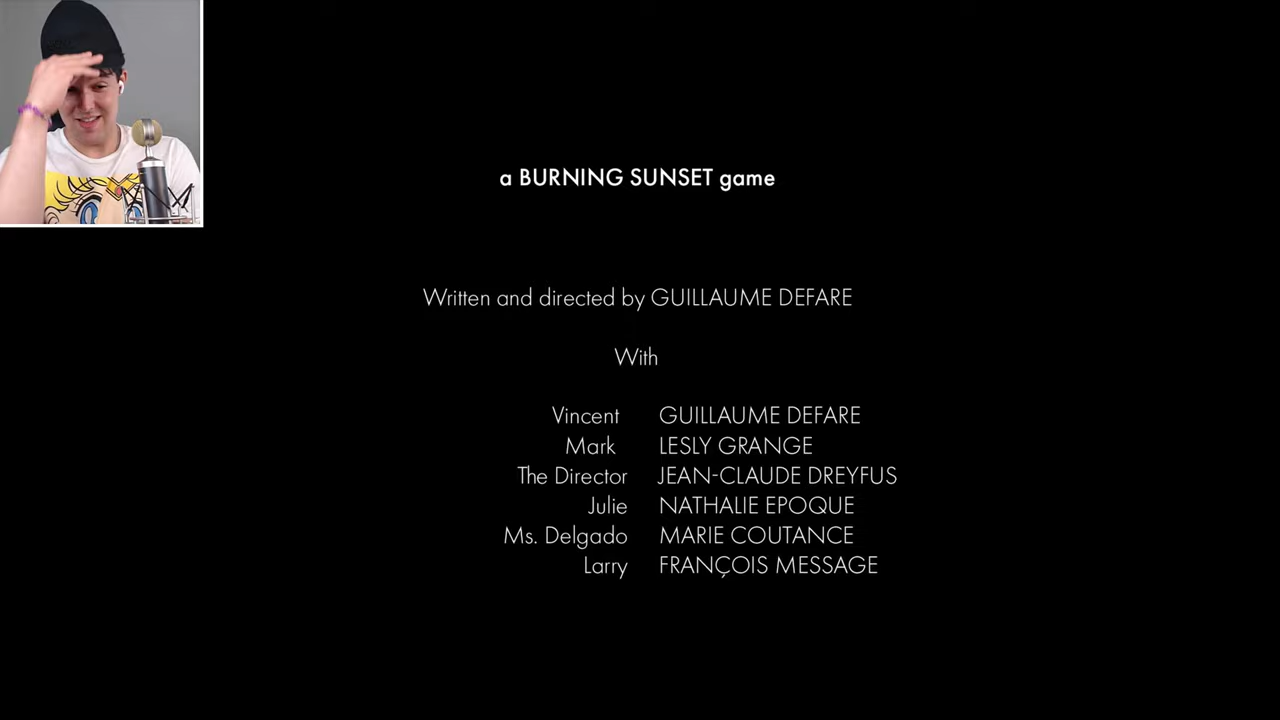 a BURNING SUNSET game
Written and directed by GUILLAUME DEFARE
With
Vincent GUILLAUME DEFARE
Mark LESLY GRANGE
The Director JEAN-CLAUDE DREYFUS
Julie NATHALIE EPOQUE
Ms. Delgado MARIE COUTANCE
Larry FRANÇOIS MESSAGE